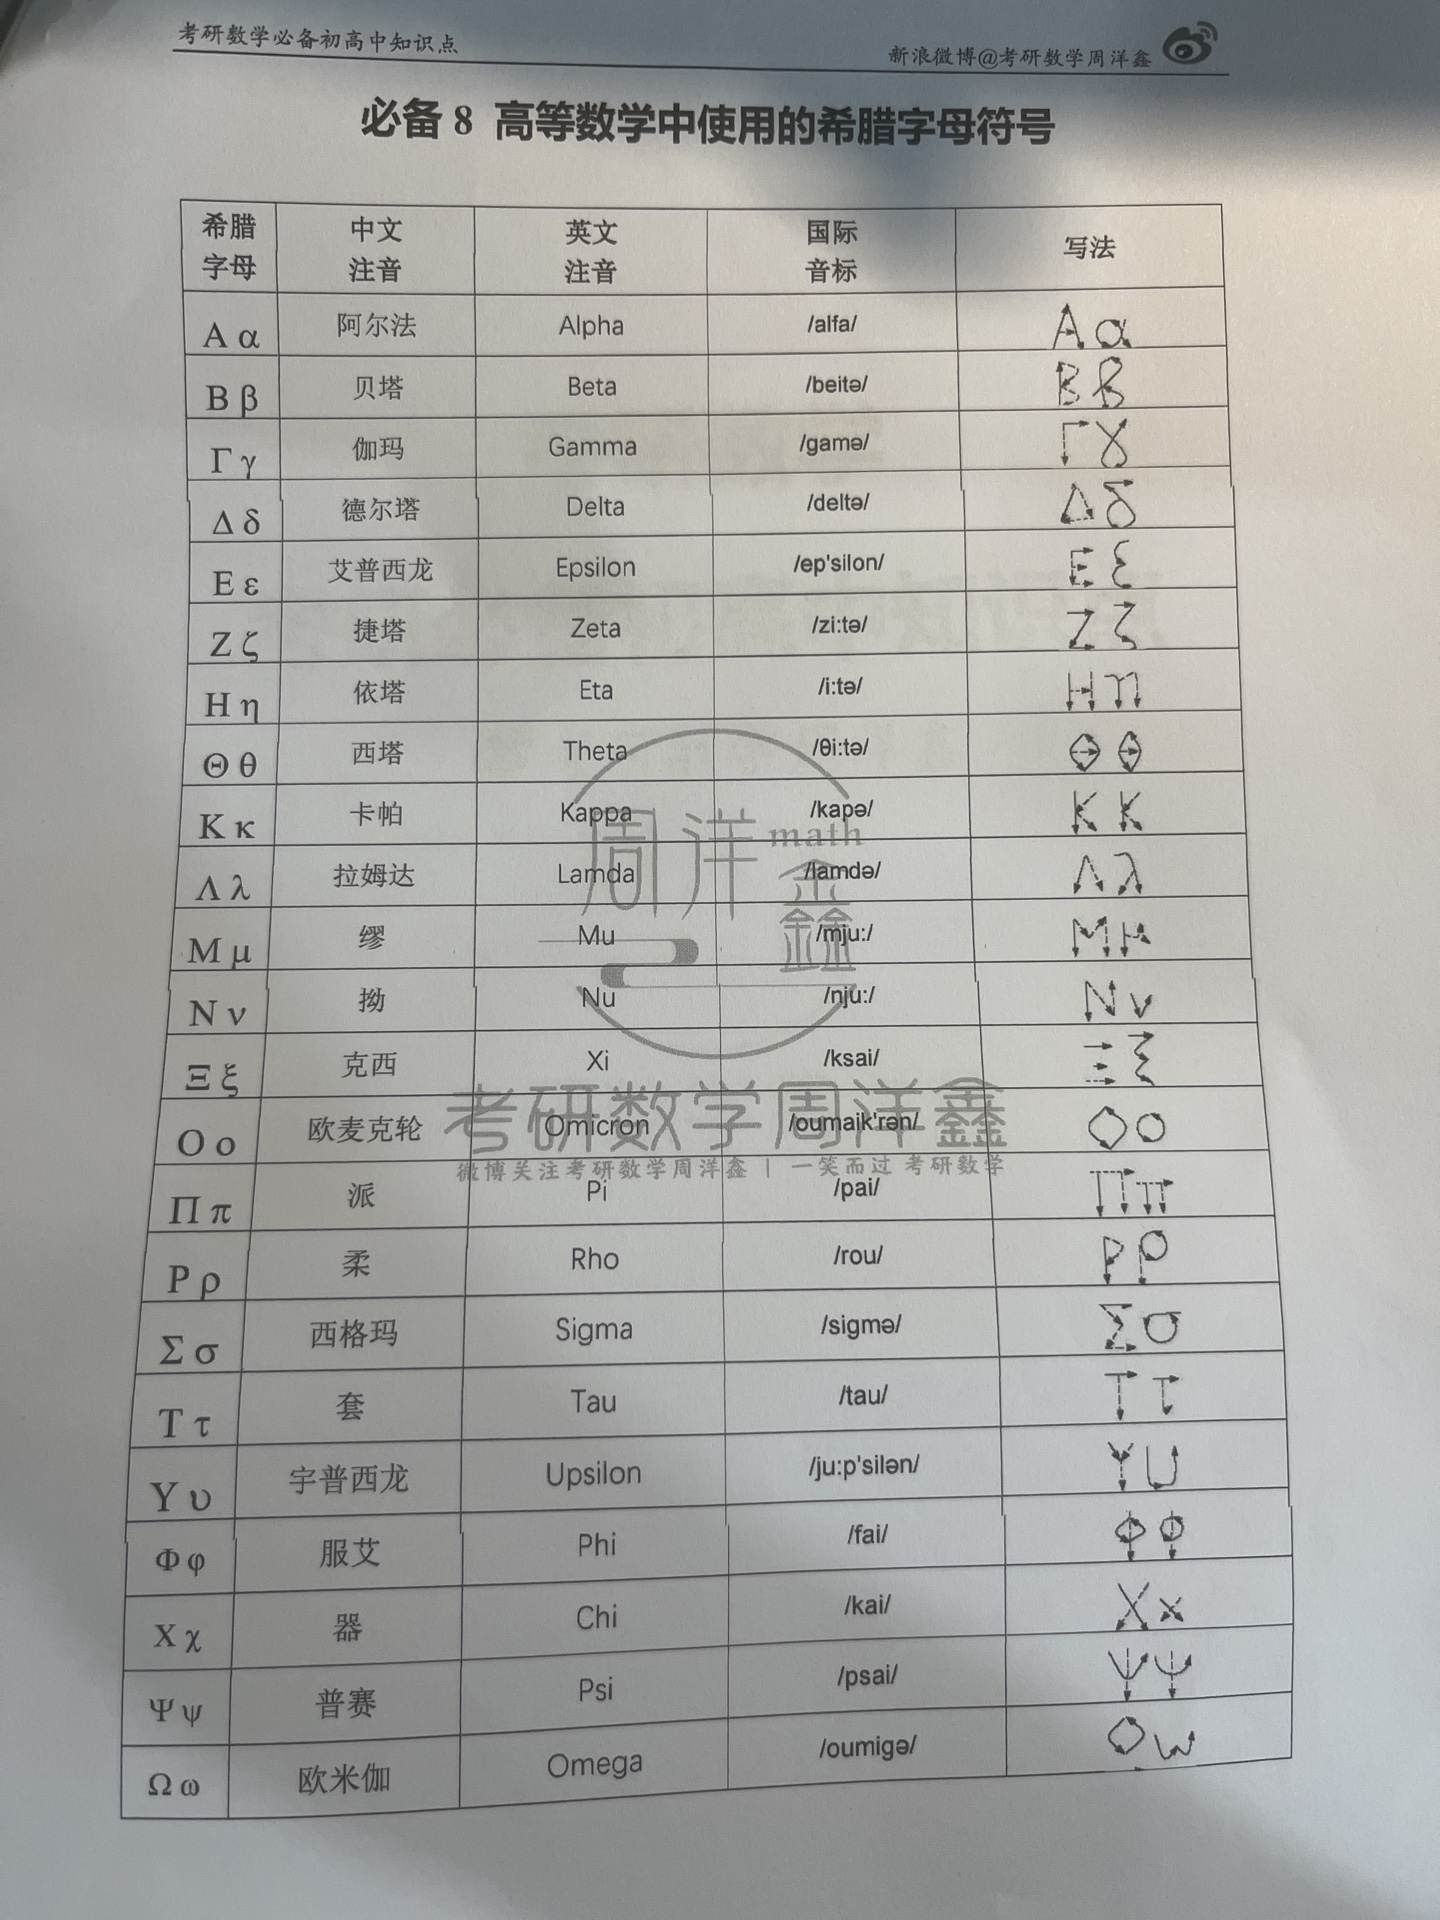 考研数学必备初高中知识点
新浪微博@考研数学周洋鑫
必备 8 高等数学中使用的希腊字母符号
希腊字母 中文注音 英文注音 国际音标 写法
Α α 阿尔法 Alpha /alfa/ Α α
Β β 贝塔 Beta /beitə/ Β β
Γ γ 伽玛 Gamma /gamə/ Γ γ
Δ δ 德尔塔 Delta /deltə/ Δ δ
Ε ε 艾普西龙 Epsilon /ep'silon/ Ε ε
Ζ ζ 捷塔 Zeta /zi:tə/ Ζ ζ
Η η 依塔 Eta /i:tə/ Η η
Θ θ 西塔 Theta /θi:tə/ Θ θ
Κ κ 卡帕 Kappa /kapə/ Κ κ
Λ λ 拉姆达 Lamda /lamdə/ Λ λ
Μ μ 缪 Mu /mju:/ Μ μ
Ν ν 拗 Nu /nju:/ Ν ν
Ξ ξ 克西 Xi /ksai/ Ξ ξ
Ο ο 欧麦克轮 Omicron /oumaik'rən/ Ο ο
Π π 派 Pi /pai/ Π π
Ρ ρ 柔 Rho /rou/ Ρ ρ
Σ σ 西格玛 Sigma /sigmə/ Σ σ
Τ τ 套 Tau /tau/ Τ τ
Υ υ 宇普西龙 Upsilon /ju:p'silən/ Υ υ
Φ φ 服艾 Phi /fai/ Φ φ
Χ χ 器 Chi /kai/ Χ χ
Ψ ψ 普赛 Psi /psai/ Ψ ψ
Ω ω 欧米伽 Omega /oumigə/ Ω ω
周洋鑫 math
考研数学周洋鑫
微博关注考研数学周洋鑫 | 一笑而过 考研数学